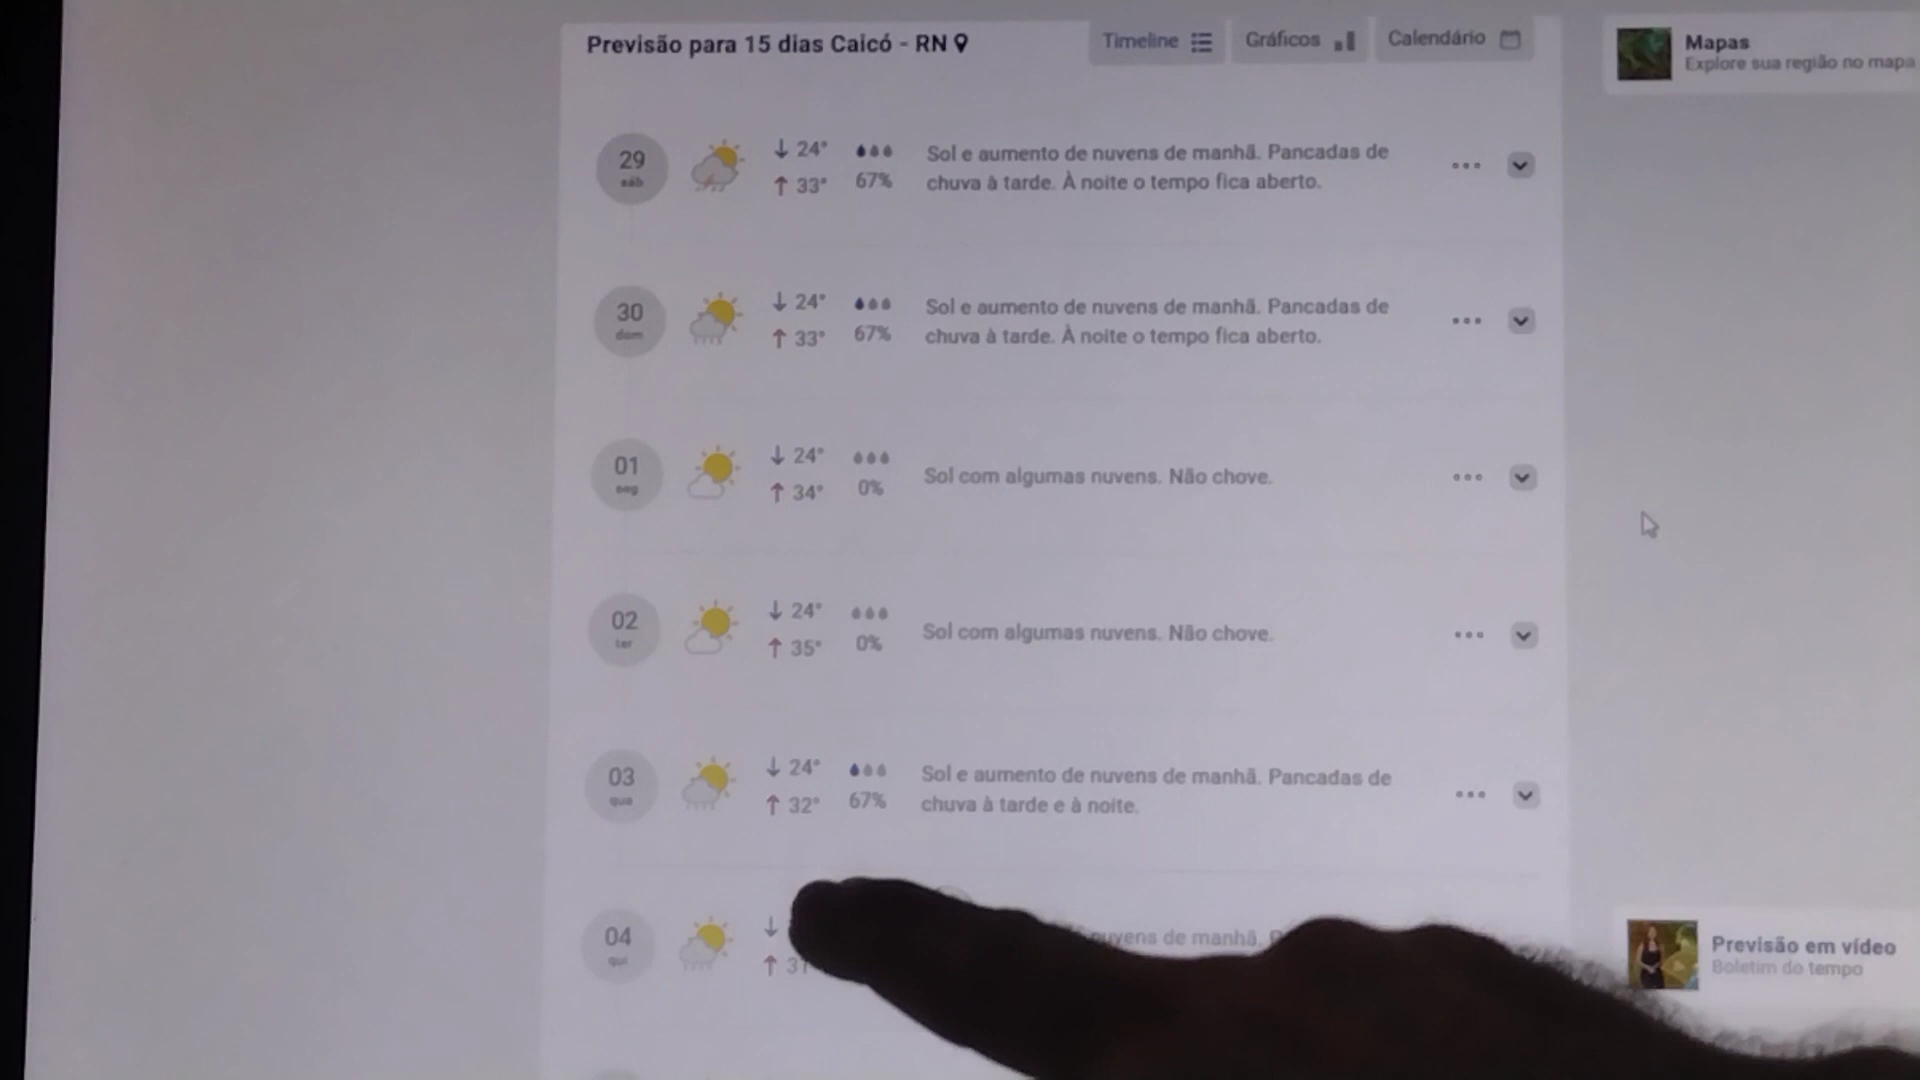 Previsão para 15 dias Caicó - RN
Timeline
Gráficos
Calendário
Mapas
Explore sua região no mapa
29
sáb
↓ 24°
↑ 33°
67%
Sol e aumento de nuvens de manhã. Pancadas de
chuva à tarde. À noite o tempo fica aberto.
30
dom
↓ 24°
↑ 33°
67%
Sol e aumento de nuvens de manhã. Pancadas de
chuva à tarde. À noite o tempo fica aberto.
01
seg
↓ 24°
↑ 34°
0%
Sol com algumas nuvens. Não chove.
02
ter
↓ 24°
↑ 35°
0%
Sol com algumas nuvens. Não chove.
03
qua
↓ 24°
↑ 32°
67%
Sol e aumento de nuvens de manhã. Pancadas de
chuva à tarde e à noite.
04
qui
↓
↑ 31
nuvens de manhã.
Previsão em vídeo
Boletim do tempo